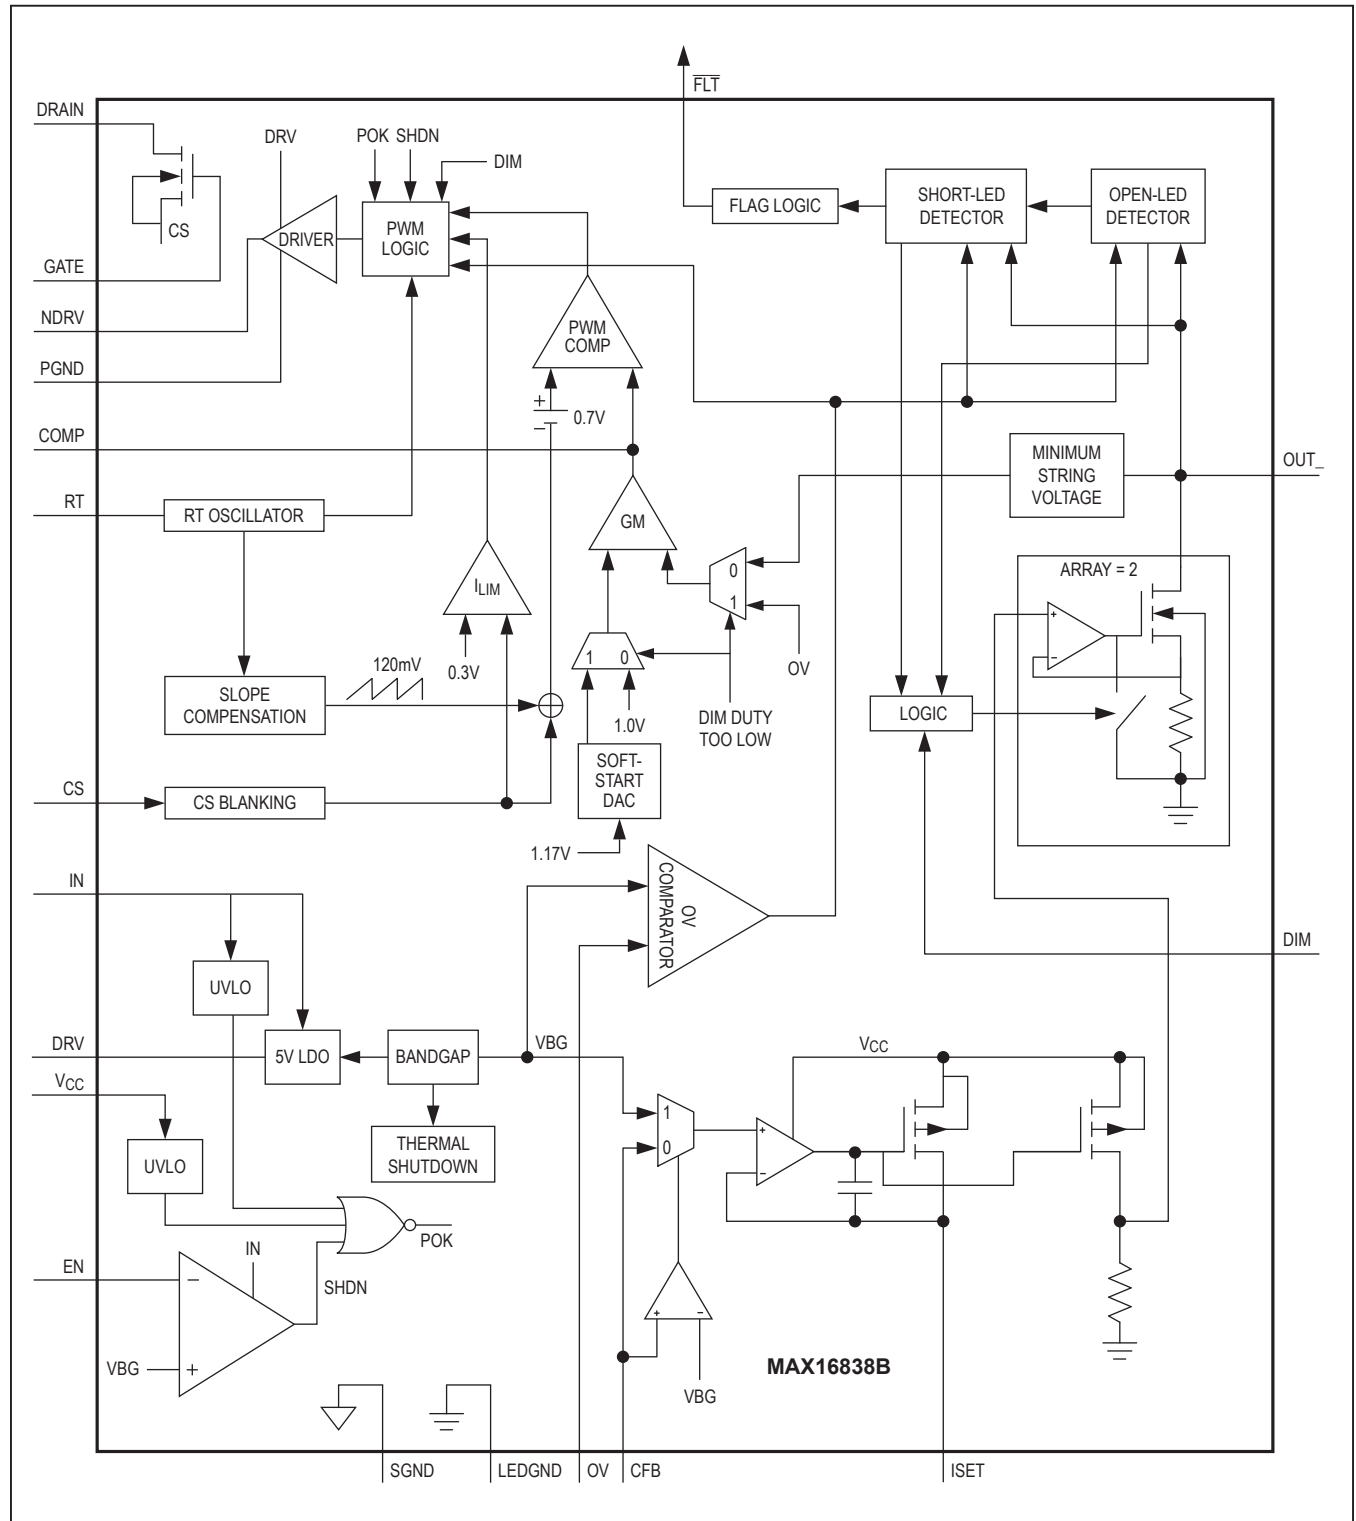 FLT
DRAIN
DRV
POK SHDN
DIM
CS
GATE
DRIVER
PWM
LOGIC
FLAG LOGIC
SHORT-LED
DETECTOR
OPEN-LED
DETECTOR
NDRV
PGND
PWM
COMP
+
−
0.7V
COMP
MINIMUM
STRING
VOLTAGE
OUT_
RT
RT OSCILLATOR
GM
0
1
ILIM
ARRAY = 2
+
−
0.3V
1 0
OV
120mV
SLOPE
COMPENSATION
1.0V
DIM DUTY
TOO LOW
LOGIC
SOFT-
START
DAC
CS
CS BLANKING
1.17V
IN
OV
COMPARATOR
DIM
UVLO
DRV
5V LDO
BANDGAP
VBG
VCC
VCC
1
0
+
−
THERMAL
SHUTDOWN
UVLO
POK
IN
EN
−
SHDN
VBG
+
+ −
VBG
MAX16838B
SGND
LEDGND
OV
CFB
ISET